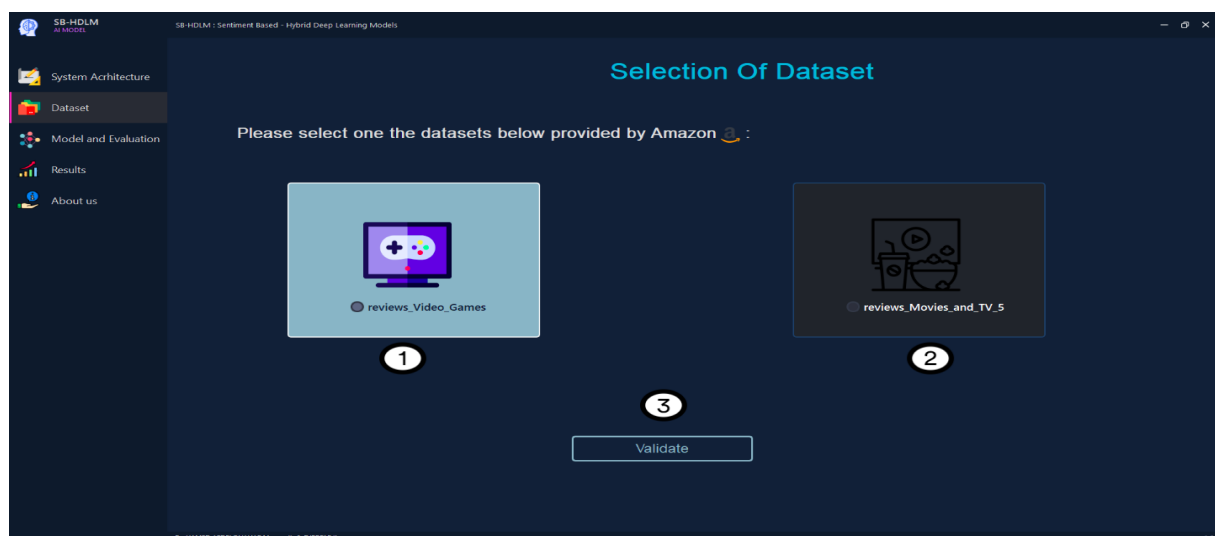 SB-HDLM
AI MODEL
SB-HDLM : Sentiment Based - Hybrid Deep Learning Models
System Acrhitecture
Dataset
Model and Evaluation
Results
About us
Selection Of Dataset
Please select one the datasets below provided by Amazon a :
reviews_Video_Games
reviews_Movies_and_TV_5
1
2
3
Validate